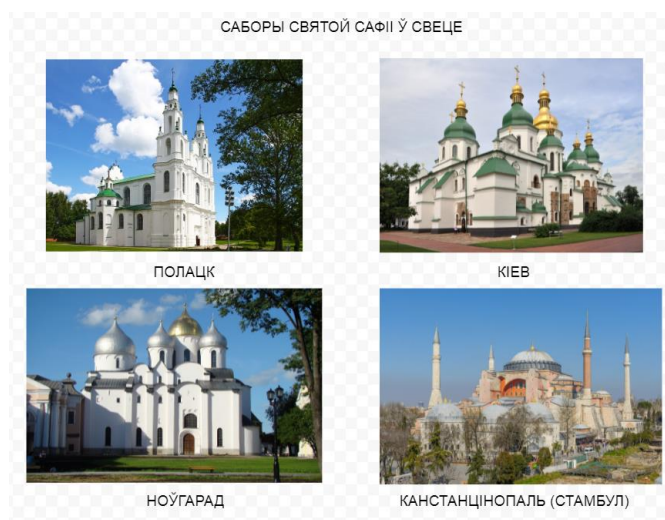 САБОРЫ СВЯТОЙ САФІІ Ў СВЕЦЕ
ПОЛАЦК
КІЕВ
НОЎГАРАД
КАНСТАНЦІНОПАЛЬ (СТАМБУЛ)